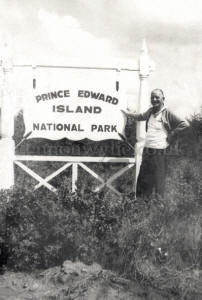 PRINCE EDWARD
ISLAND
NATIONAL PARK